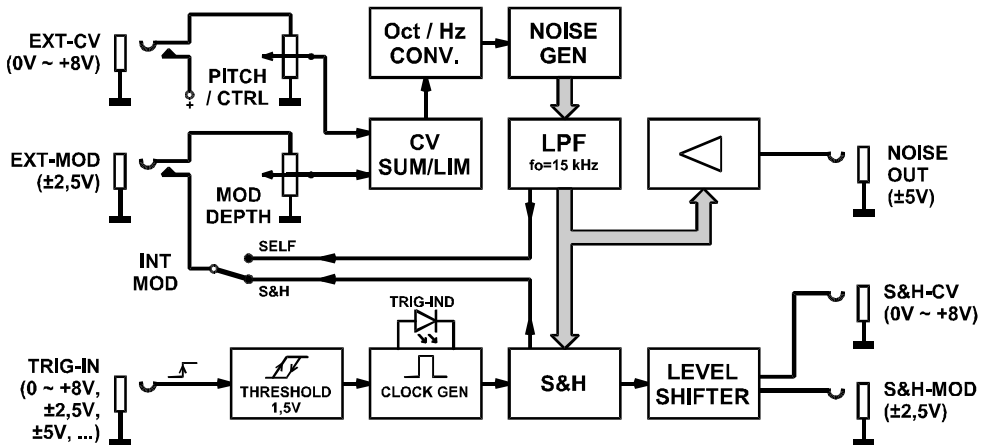 EXT-CV
(0V ~ +8V)
PITCH
/ CTRL
+
Oct / Hz
CONV.
NOISE
GEN
EXT-MOD
(±2,5V)
MOD
DEPTH
CV
SUM/LIM
LPF
fo=15 kHz
NOISE
OUT
(±5V)
INT
MOD
SELF
S&H
TRIG-IND
TRIG-IN
(0 ~ +8V,
±2,5V,
±5V, ...)
THRESHOLD
1,5V
CLOCK GEN
S&H
LEVEL
SHIFTER
S&H-CV
(0V ~ +8V)
S&H-MOD
(±2,5V)